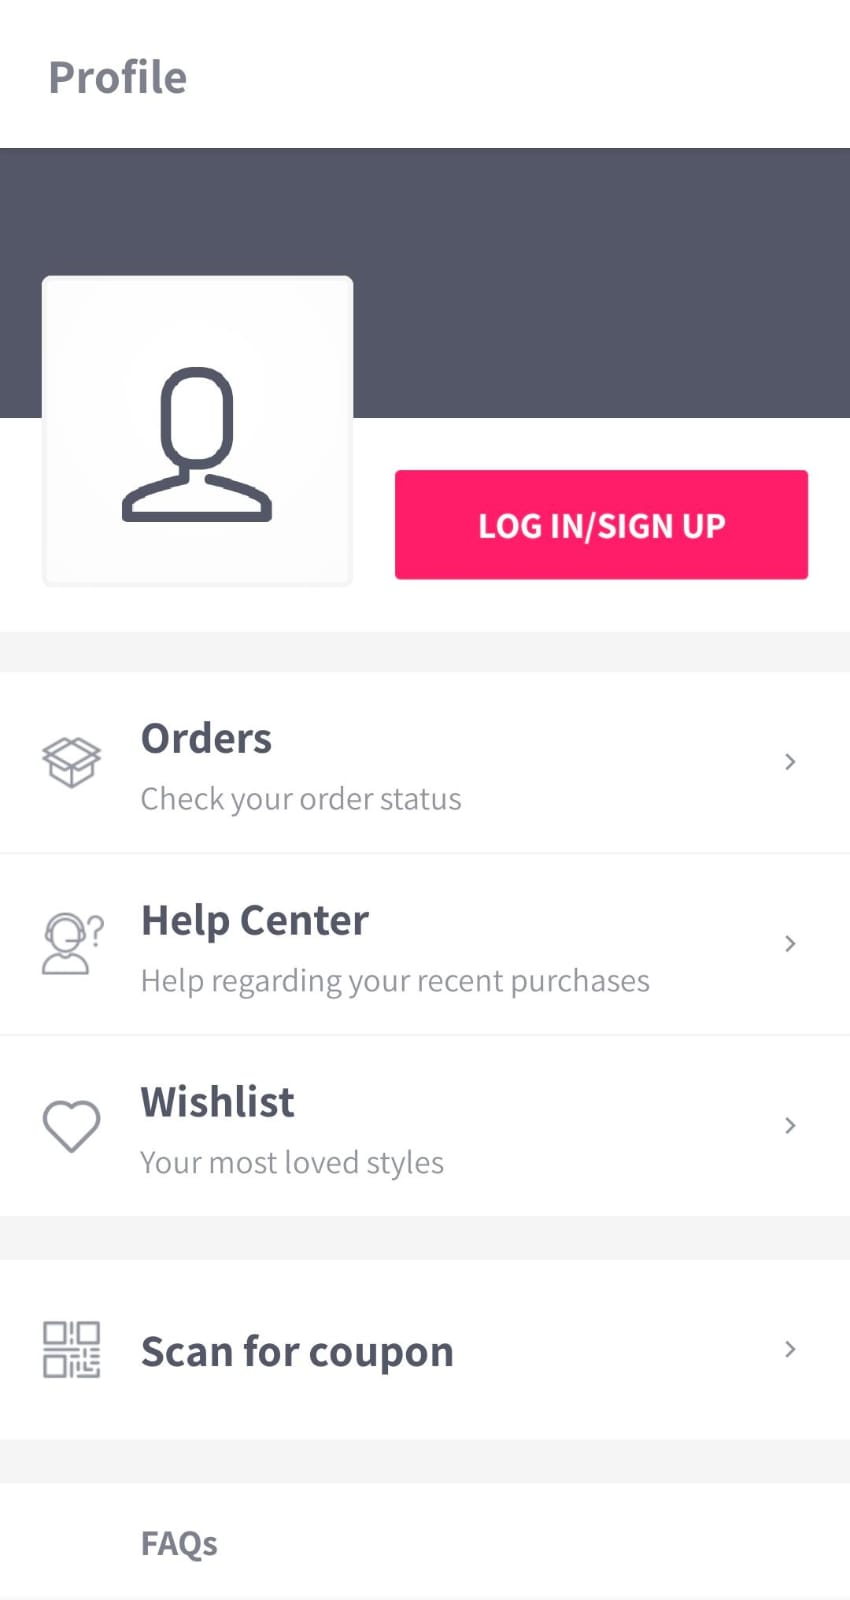 Profile
LOG IN/SIGN UP
Orders
Check your order status
Help Center
Help regarding your recent purchases
Wishlist
Your most loved styles
Scan for coupon
FAQs